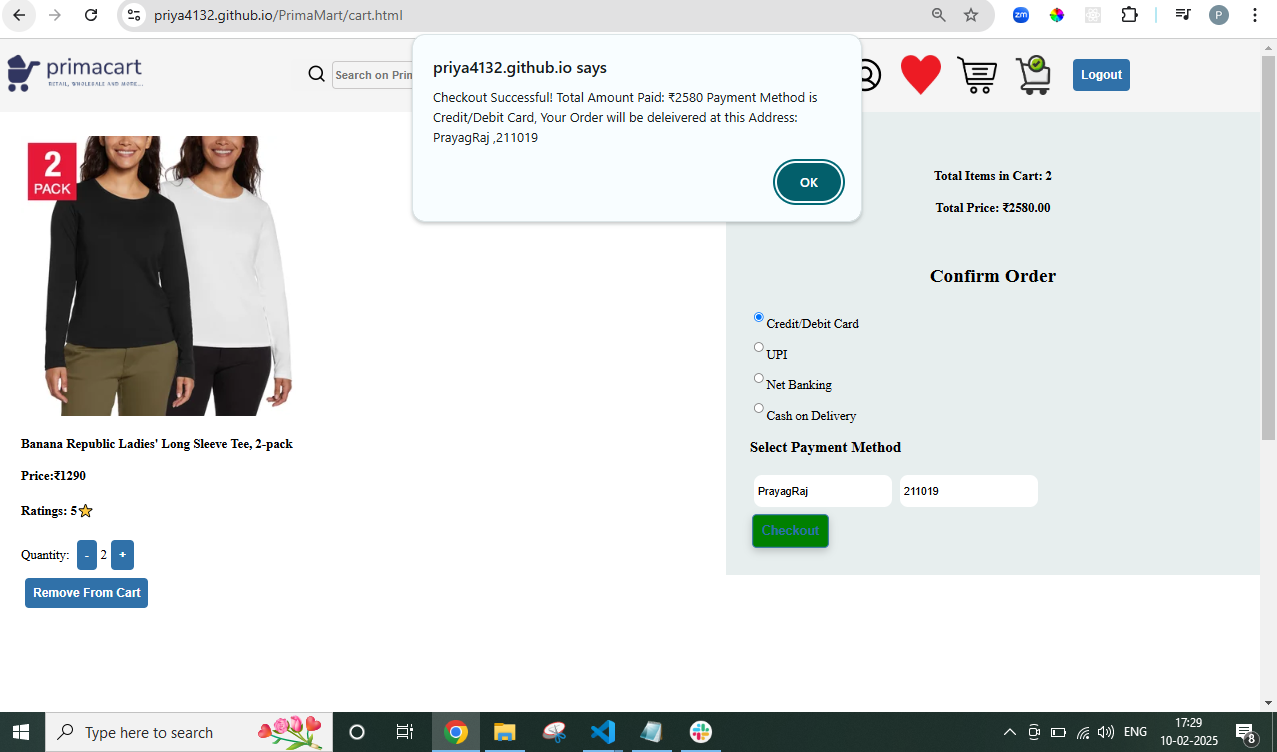 priya4132.github.io/PrimaMart/cart.html
zm
P
primacart
RETAIL, WHOLESALE AND MORE...
Search on Prim
Logout
priya4132.github.io says
Checkout Successful! Total Amount Paid: ₹2580 Payment Method is
Credit/Debit Card, Your Order will be deleivered at this Address:
PrayagRaj ,211019
OK
2
PACK
Banana Republic Ladies' Long Sleeve Tee, 2-pack
Price:₹1290
Ratings: 5⭐
Quantity: - 2 +
Remove From Cart
Total Items in Cart: 2
Total Price: ₹2580.00
Confirm Order
Credit/Debit Card
UPI
Net Banking
Cash on Delivery
Select Payment Method
PrayagRaj 211019
Checkout
Type here to search
ENG
17:29
10-02-2025
8